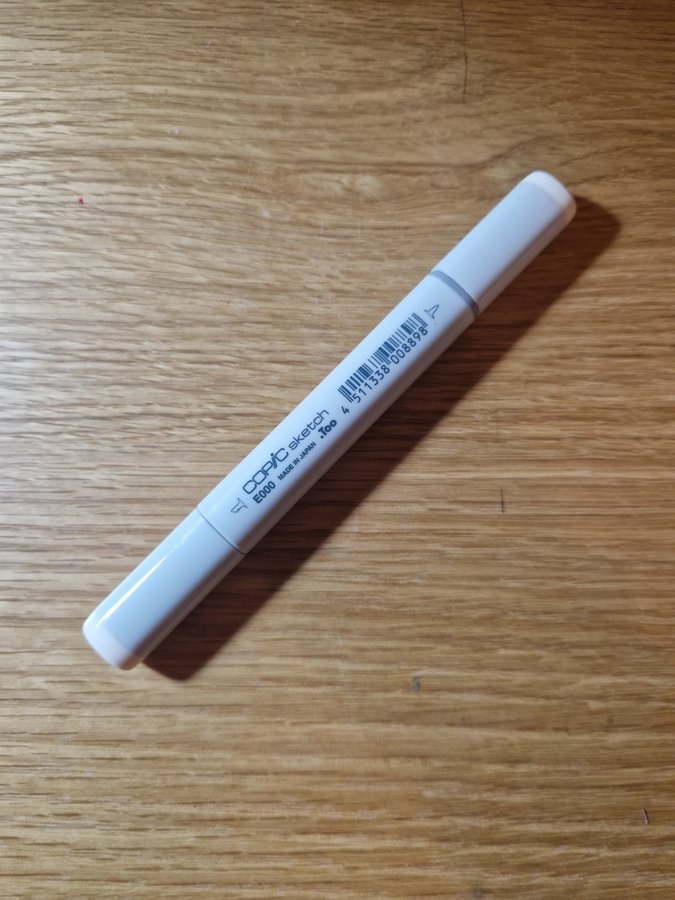 COPIC sketch
E000 MADE IN JAPAN .Too
4 511338 008898